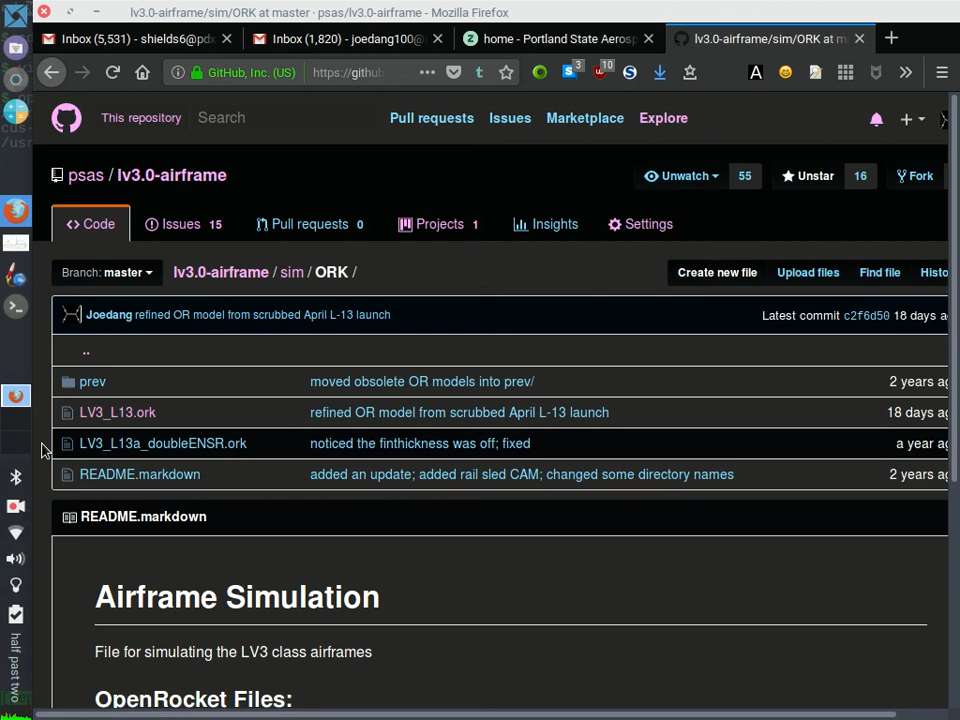 lv3.0-airframe/sim/ORK at master · psas/lv3.0-airframe - Mozilla Firefox
Inbox (5,531) - shields6@pdx
Inbox (1,820) - joedang100@
home - Portland State Aerosp
lv3.0-airframe/sim/ORK at m
GitHub, Inc. (US)
https://github
3
10
This repository
Search
Pull requests
Issues
Marketplace
Explore
psas / lv3.0-airframe
Unwatch
55
Unstar
16
Fork
Code
Issues 15
Pull requests 0
Projects 1
Insights
Settings
Branch: master
lv3.0-airframe / sim / ORK /
Create new file
Upload files
Find file
Histo
Joedang refined OR model from scrubbed April L-13 launch
Latest commit c2f6d50 18 days a
..
prev
moved obsolete OR models into prev/
2 years ag
LV3_L13.ork
refined OR model from scrubbed April L-13 launch
18 days ag
LV3_L13a_doubleENSR.ork
noticed the finthickness was off; fixed
a year ag
README.markdown
added an update; added rail sled CAM; changed some directory names
2 years ag
README.markdown
Airframe Simulation
File for simulating the LV3 class airframes
OpenRocket Files:
half past two